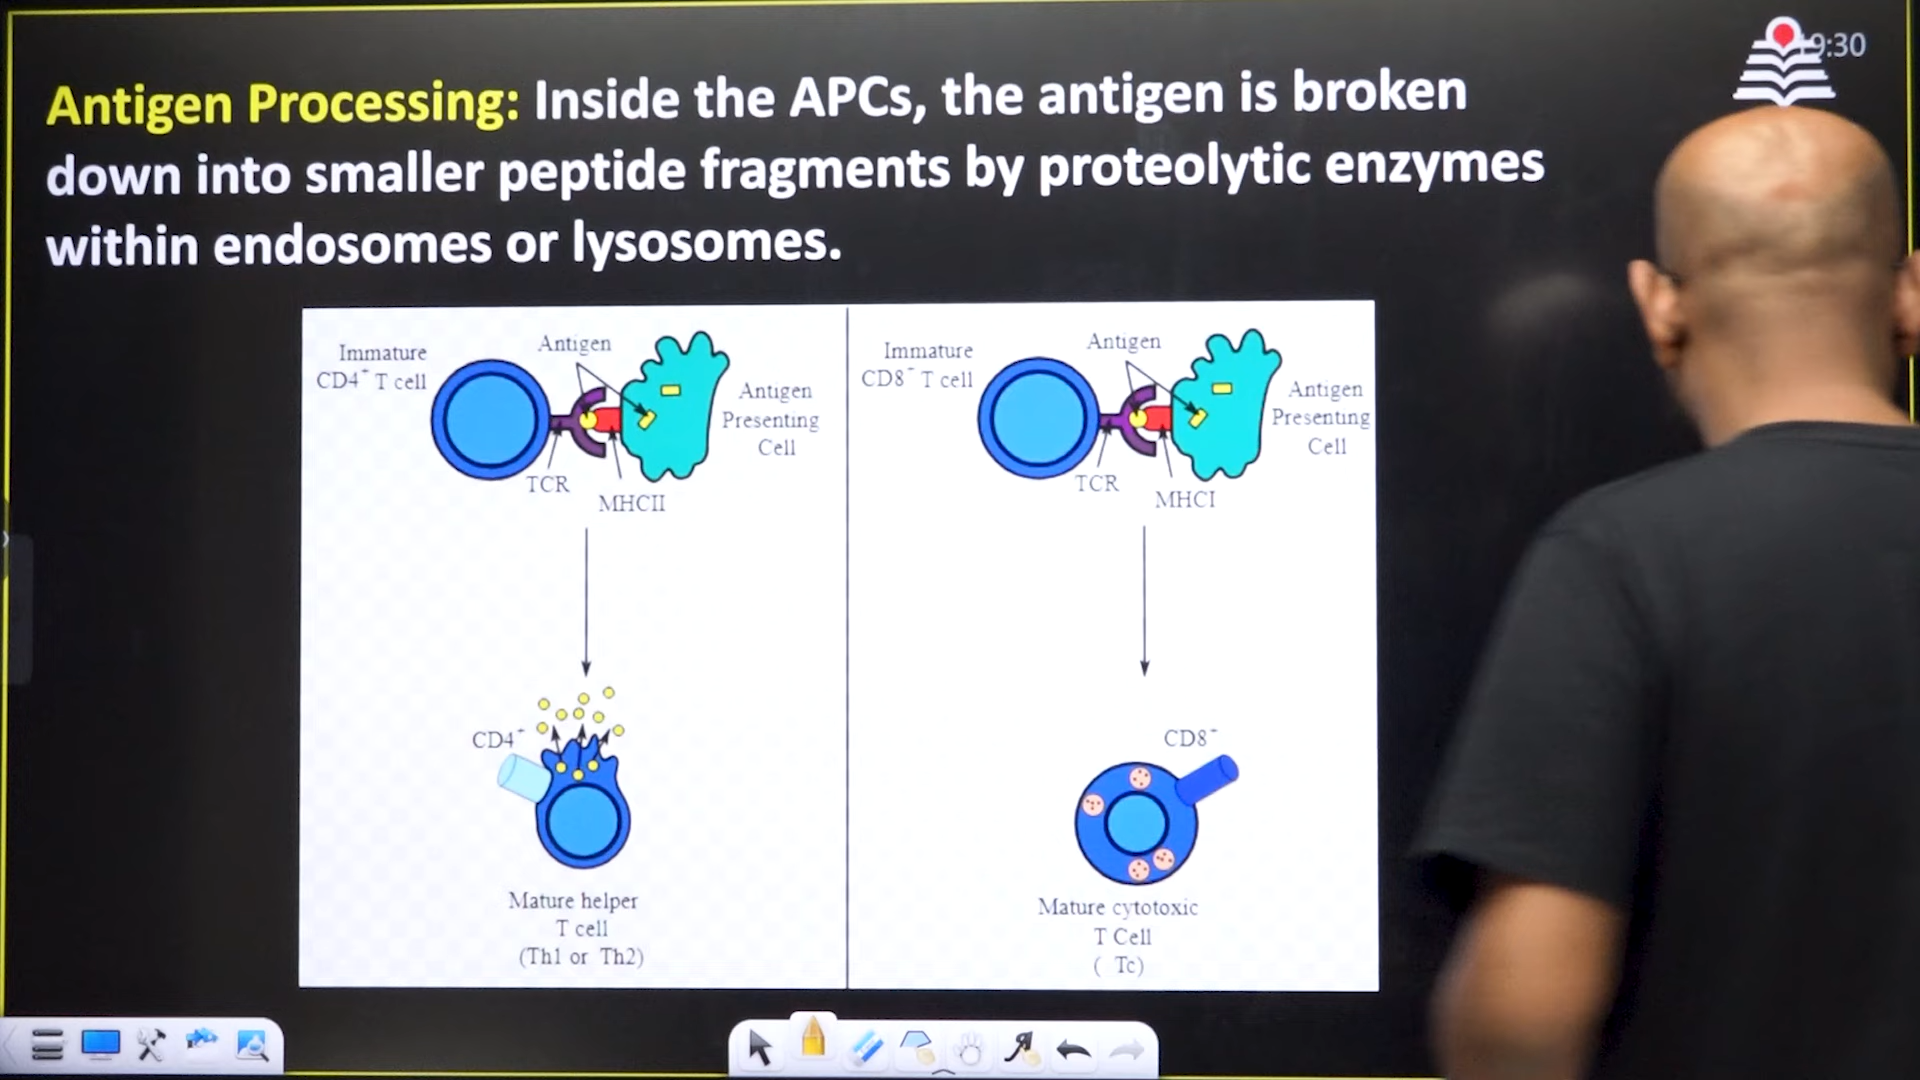 9:30
Antigen Processing: Inside the APCs, the antigen is broken
down into smaller peptide fragments by proteolytic enzymes
within endosomes or lysosomes.
Immature
CD4+ T cell
Antigen
Antigen
Presenting
Cell
TCR
MHCII
CD4+
Mature helper
T cell
(Th1 or Th2)
Immature
CD8+ T cell
Antigen
Antigen
Presenting
Cell
TCR
MHCI
CD8+
Mature cytotoxic
T Cell
( Tc)